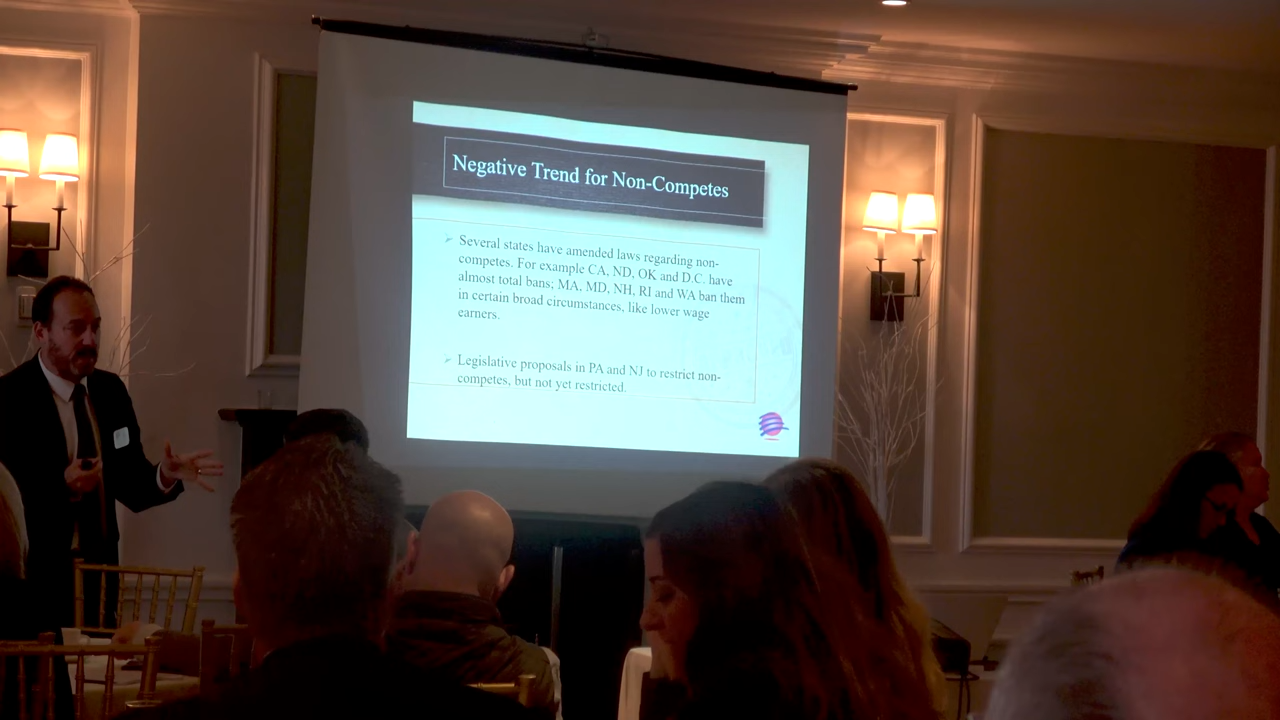 Negative Trend for Non-Competes
Several states have amended laws regarding non-
competes. For example CA, ND, OK and D.C. have
almost total bans; MA, MD, NH, RI and WA ban them
in certain broad circumstances, like lower wage
earners.
Legislative proposals in PA and NJ to restrict non-
competes, but not yet restricted.